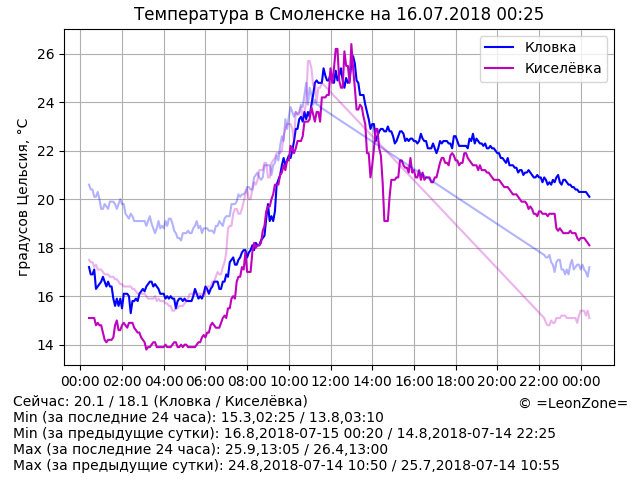 Температура в Смоленске на 16.07.2018 00:25
градусов Цельсия, °C
26
24
22
20
18
16
14
Кловка
Киселёвка
00:00 02:00 04:00 06:00 08:00 10:00 12:00 14:00 16:00 18:00 20:00 22:00 00:00
Сейчас: 20.1 / 18.1 (Кловка / Киселёвка)
© =LeonZone=
Min (за последние 24 часа): 15.3,02:25 / 13.8,03:10
Min (за предыдущие сутки): 16.8,2018-07-15 00:20 / 14.8,2018-07-14 22:25
Max (за последние 24 часа): 25.9,13:05 / 26.4,13:00
Max (за предыдущие сутки): 24.8,2018-07-14 10:50 / 25.7,2018-07-14 10:55